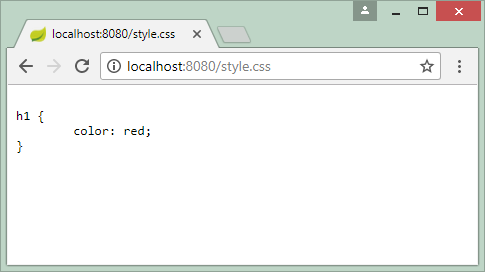 localhost:8080/style.css
localhost:8080/style.css
h1 {
        color: red;
}